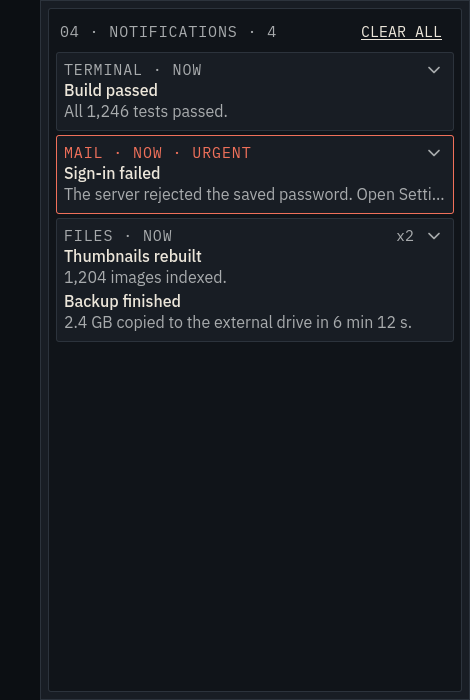 04 · NOTIFICATIONS · 4 CLEAR ALL
TERMINAL · NOW
Build passed
All 1,246 tests passed.
MAIL · NOW · URGENT
Sign-in failed
The server rejected the saved password. Open Setti…
FILES · NOW x2
Thumbnails rebuilt
1,204 images indexed.
Backup finished
2.4 GB copied to the external drive in 6 min 12 s.